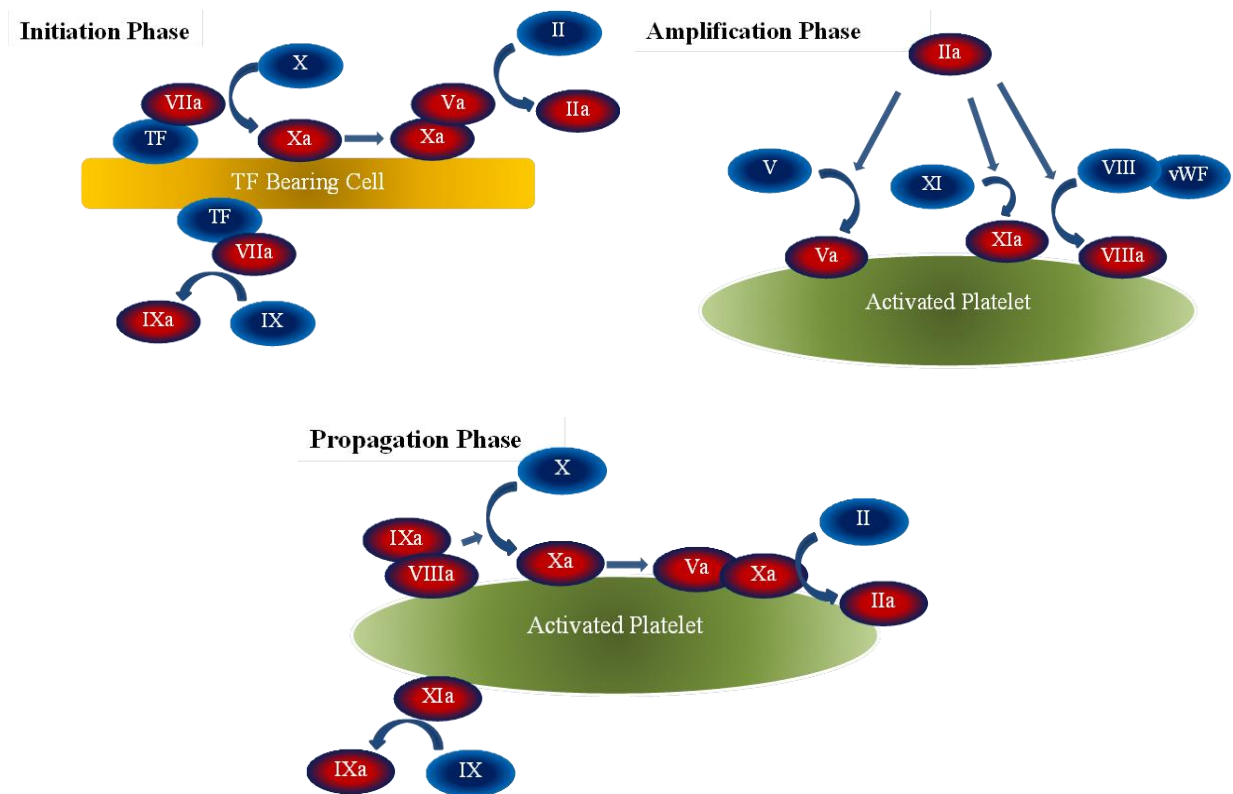 Initiation Phase
II
X
VIIa
Va
IIa
TF
Xa
Xa
TF Bearing Cell
TF
VIIa
IXa
IX
Amplification Phase
IIa
V
XI
VIII
vWF
Va
XIa
VIIIa
Activated Platelet
Propagation Phase
X
IXa
II
VIIIa
Xa
Va
Xa
IIa
Activated Platelet
XIa
IXa
IX